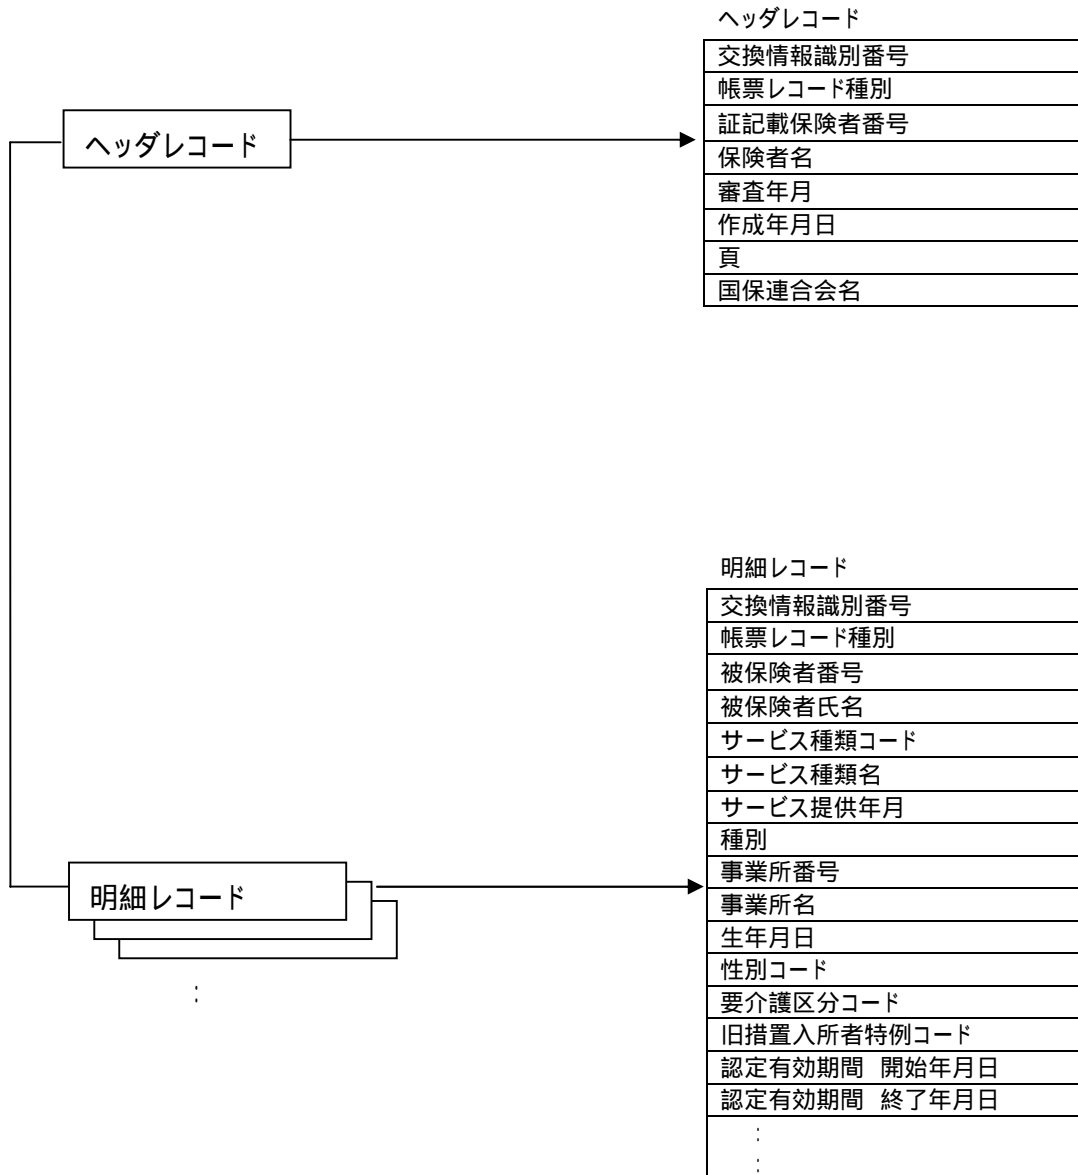 ヘッダレコード
交換情報識別番号
帳票レコード種別
証記載保険者番号
保険者名
審査年月
作成年月日
頁
国保連合会名
ヘッダレコード
明細レコード
交換情報識別番号
帳票レコード種別
被保険者番号
被保険者氏名
サービス種類コード
サービス種類名
サービス提供年月
種別
事業所番号
事業所名
生年月日
性別コード
要介護区分コード
旧措置入所者特例コード
認定有効期間 開始年月日
認定有効期間 終了年月日
:
:
明細レコード
: